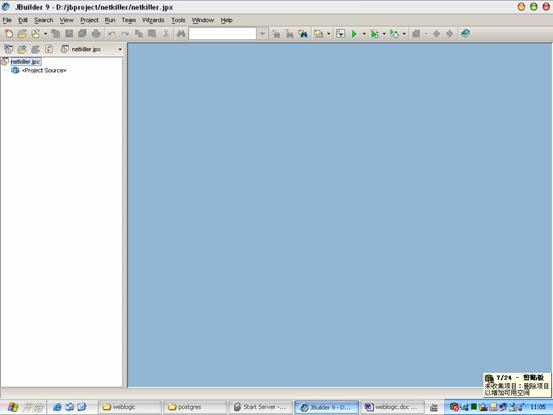 JBuilder 9 - D:/jbproject/netkiller/netkiller.jpx
File Edit Search View Project Run Team Wizards Tools Window Help
netkiller.jpx
netkiller.jpx
<Project Source>
7/24 - 剪贴板
未收集项目：删除项目
以增加可用空间
开始 weblogic postgres Start Server -... JBuilder 9 - D... weblogic.doc ... 11:05